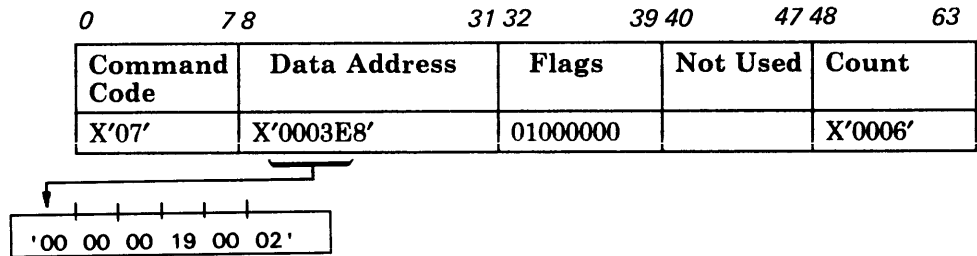 0 7 8 31 32 39 40 47 48 63
Command Data Address Flags Not Used Count
Code
X'07' X'0003E8' 01000000 X'0006'
'00 00 00 19 00 02'